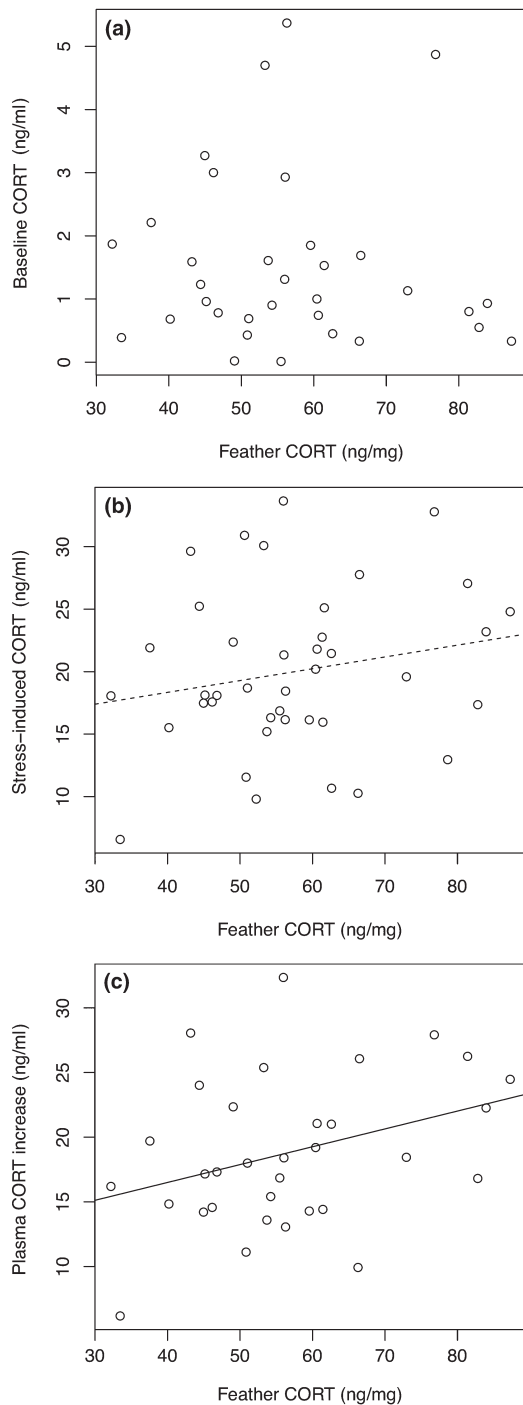 (a)
5
4
3
2
1
0
Baseline CORT (ng/ml)
30 40 50 60 70 80
Feather CORT (ng/mg)
(b)
30
25
20
15
10
Stress−induced CORT (ng/ml)
30 40 50 60 70 80
Feather CORT (ng/mg)
(c)
30
25
20
15
10
Plasma CORT increase (ng/ml)
30 40 50 60 70 80
Feather CORT (ng/mg)